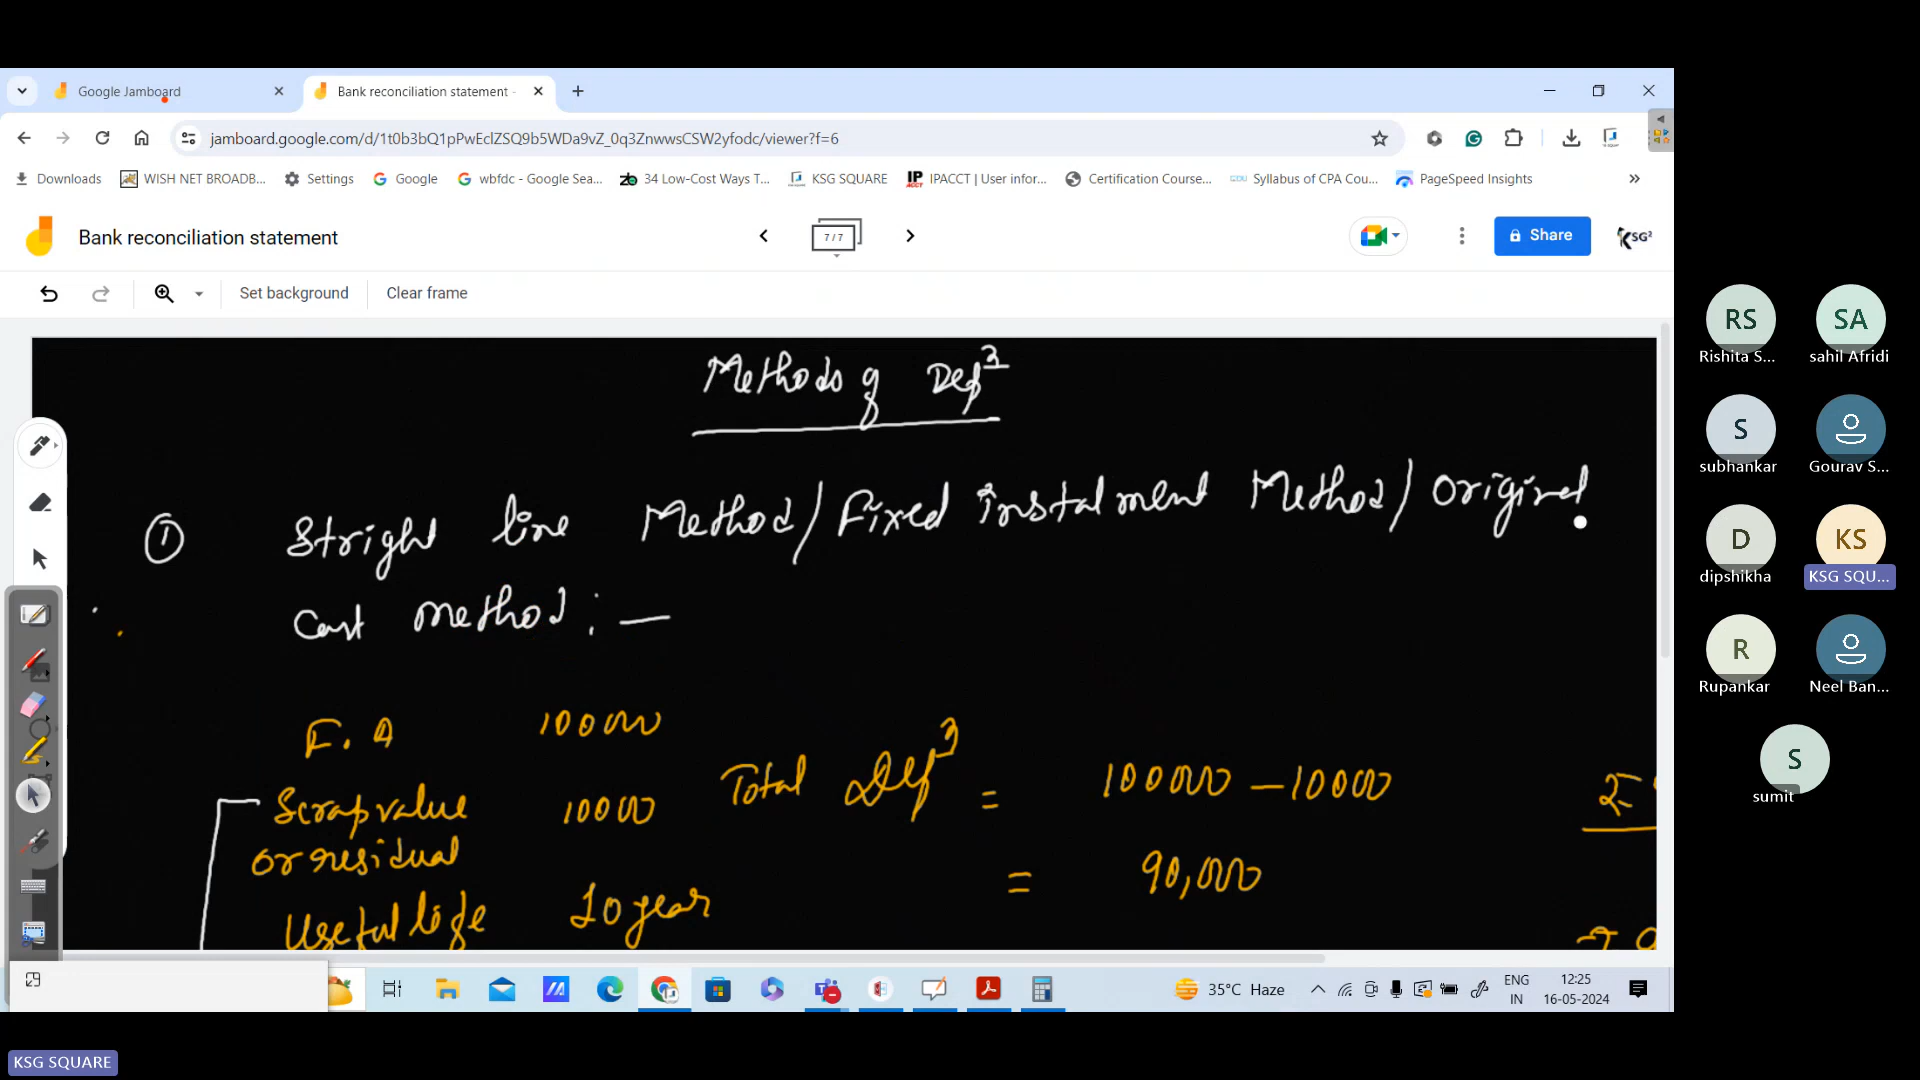 Google Jamboard
Bank reconciliation statement -
jamboard.google.com/d/1t0b3bQ1pPwEclZSQ9b5WDa9vZ_0q3ZnwwsCSW2yfodc/viewer?f=6
Downloads WISH NET BROADB... Settings Google wbfdc - Google Sea... 34 Low-Cost Ways T... KSG SQUARE IPACCT | User infor... Certification Course... Syllabus of CPA Cou... PageSpeed Insights
Bank reconciliation statement 7 / 7 Share KSG²
Set background Clear frame
Methods of Dep³
① Stright line Method/Fixed instalment Method/Original
Cost method : —
F.A 10000
Scrap value 10000 Total Dep³ = 100000 – 10000
or residual = 90,000
Useful life 10 year
RS SA
Rishita S... sahil Afridi
S
subhankar Gourav S...
D KS
dipshikha KSG SQU...
R
Rupankar Neel Ban...
S
sumit
35°C Haze ENG IN 12:25 16-05-2024
KSG SQUARE